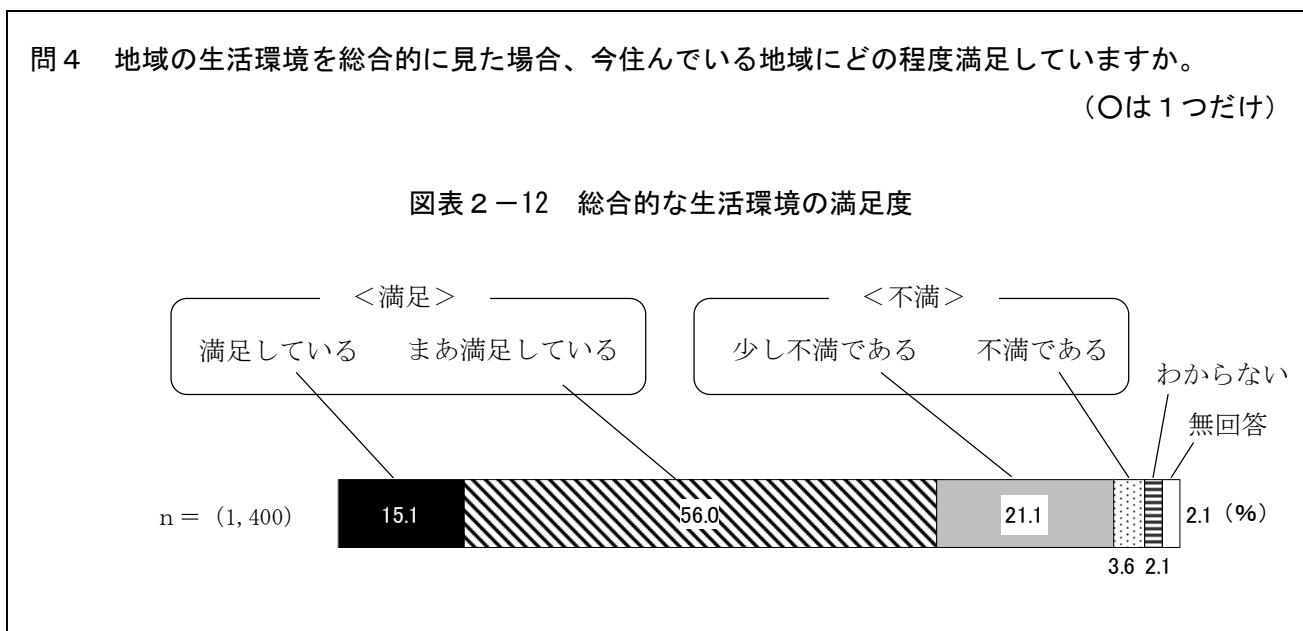 問４　地域の生活環境を総合的に見た場合、今住んでいる地域にどの程度満足していますか。
（〇は１つだけ）
図表２－12　総合的な生活環境の満足度
＜満足＞
＜不満＞
満足している
まあ満足している
少し不満である
不満である
わからない
無回答
n＝（1,400）
15.1
56.0
21.1
3.6
2.1
2.1
（%）